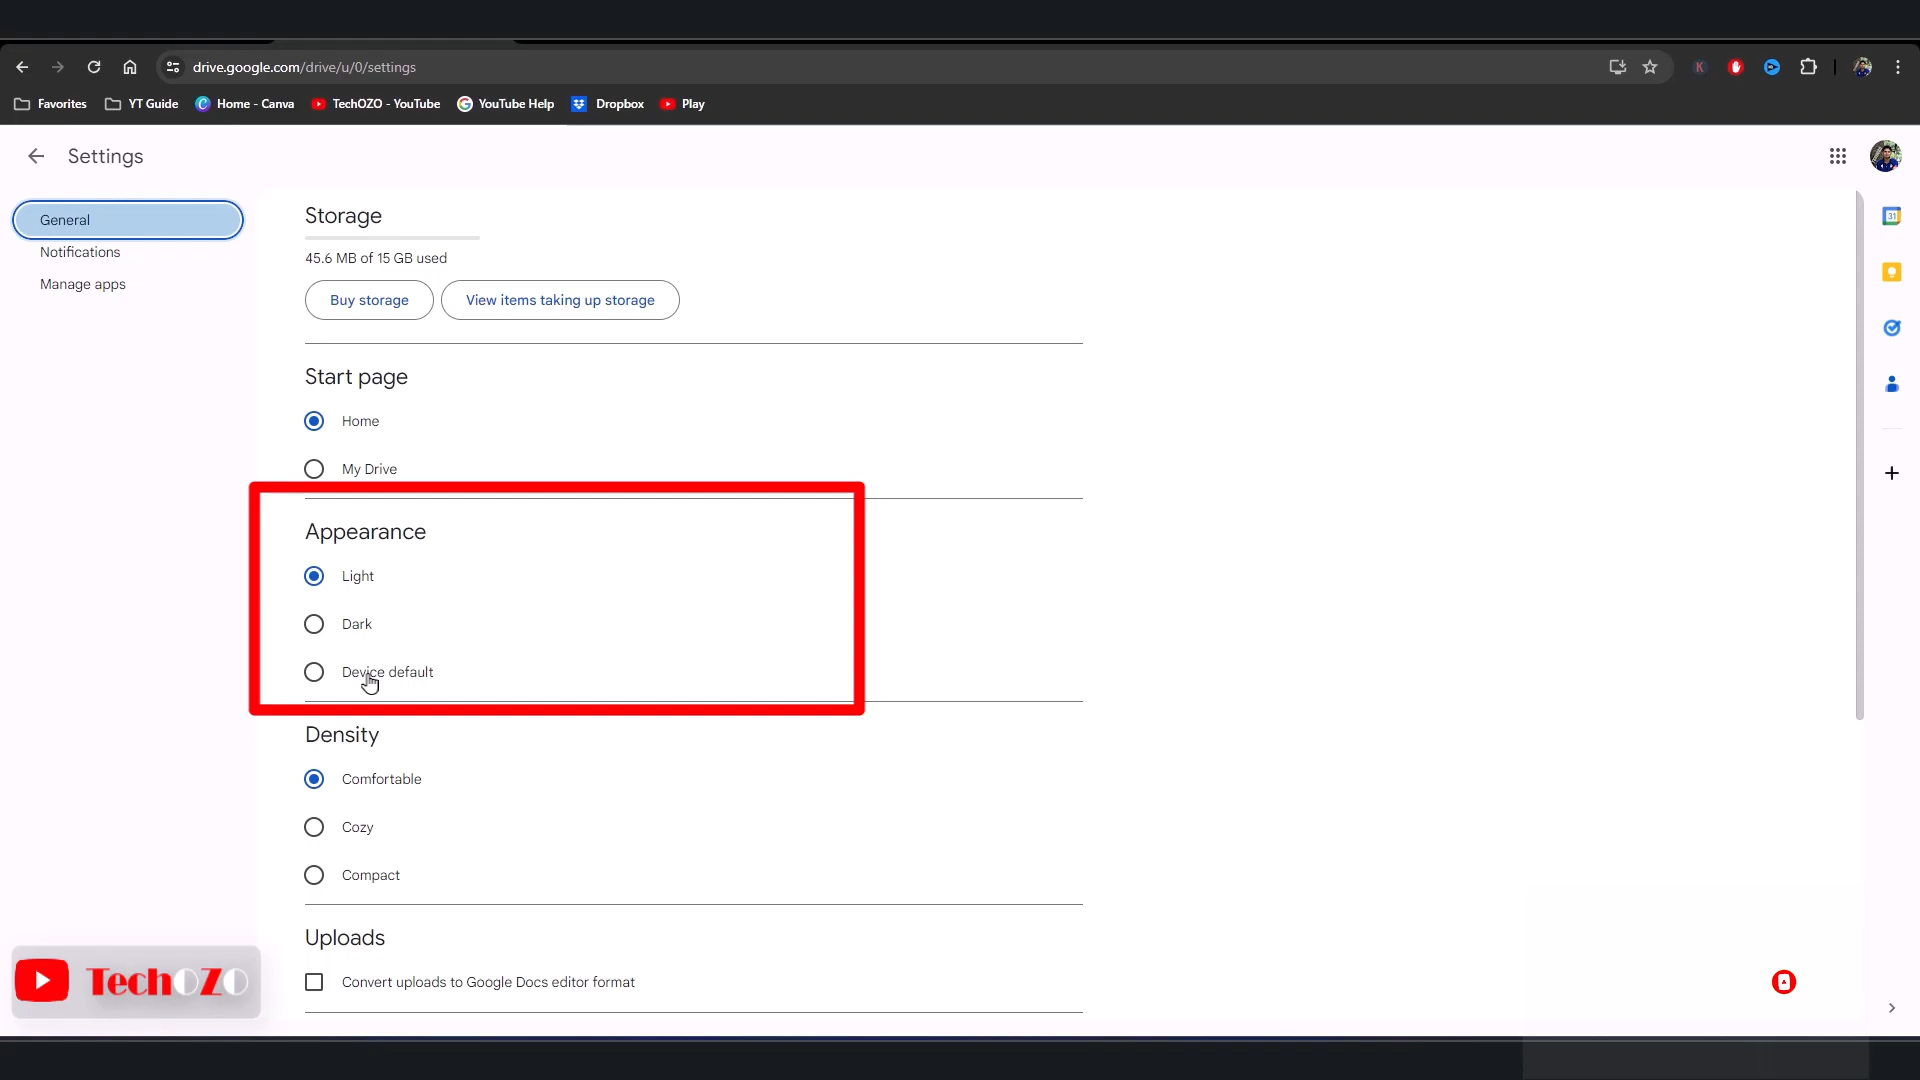 drive.google.com/drive/u/0/settings
K
Favorites YT Guide Home - Canva TechOZO - YouTube YouTube Help Dropbox Play
Settings
General
Notifications
Manage apps
Storage
45.6 MB of 15 GB used
Buy storage View items taking up storage
Start page
Home
My Drive
Appearance
Light
Dark
Device default
Density
Comfortable
Cozy
Compact
Uploads
Convert uploads to Google Docs editor format
31
TechOZO